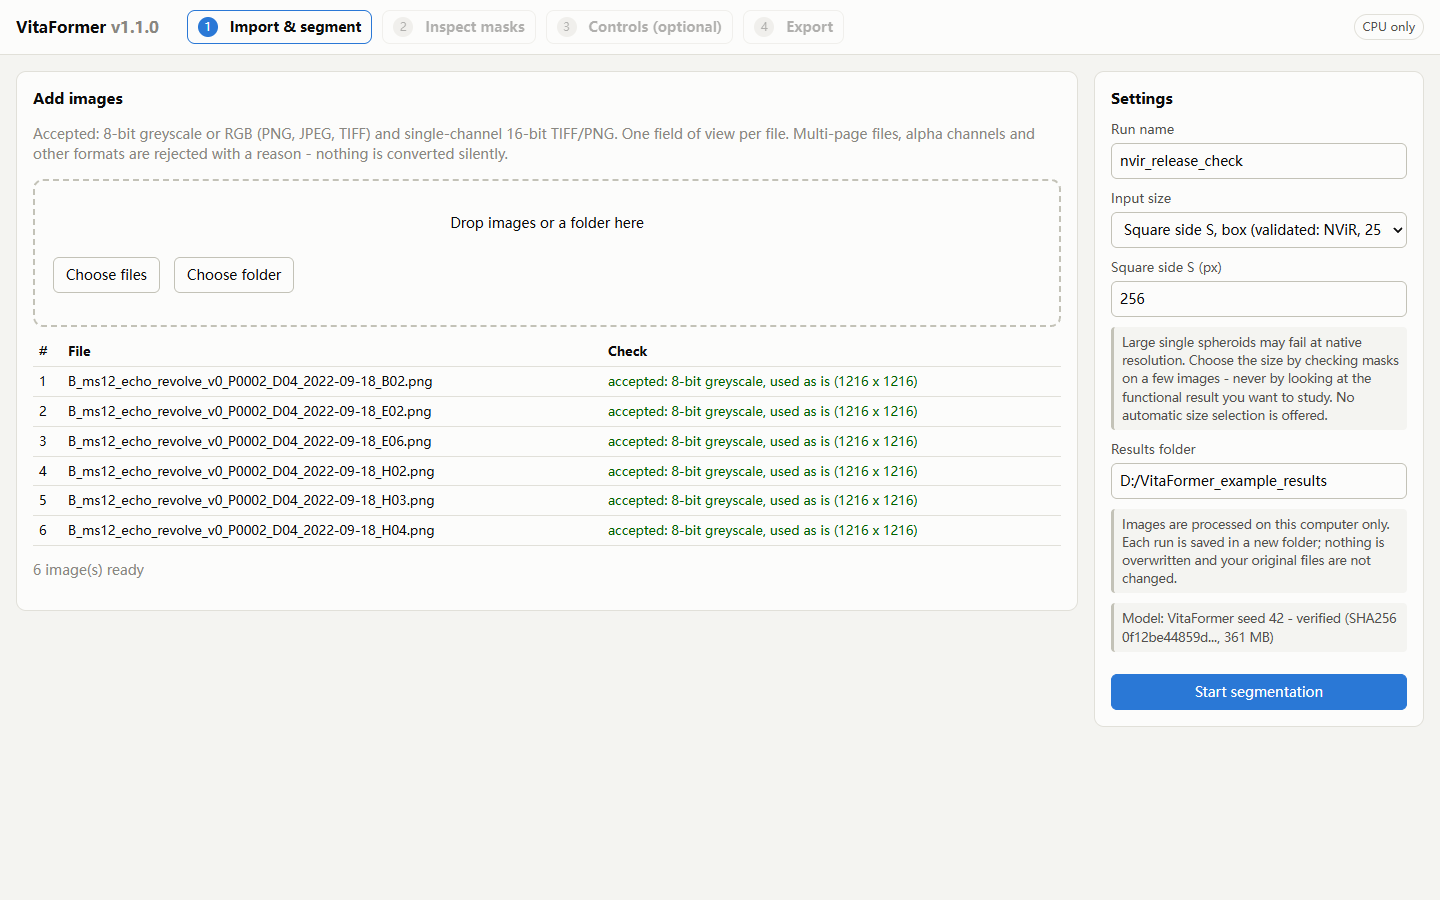 VitaFormer v1.1.0
1 Import & segment
2 Inspect masks
3 Controls (optional)
4 Export
CPU only
Add images
Accepted: 8-bit greyscale or RGB (PNG, JPEG, TIFF) and single-channel 16-bit TIFF/PNG. One field of view per file. Multi-page files, alpha channels and
other formats are rejected with a reason - nothing is converted silently.
Drop images or a folder here
Choose files
Choose folder
# File Check
1 B_ms12_echo_revolve_v0_P0002_D04_2022-09-18_B02.png accepted: 8-bit greyscale, used as is (1216 x 1216)
2 B_ms12_echo_revolve_v0_P0002_D04_2022-09-18_E02.png accepted: 8-bit greyscale, used as is (1216 x 1216)
3 B_ms12_echo_revolve_v0_P0002_D04_2022-09-18_E06.png accepted: 8-bit greyscale, used as is (1216 x 1216)
4 B_ms12_echo_revolve_v0_P0002_D04_2022-09-18_H02.png accepted: 8-bit greyscale, used as is (1216 x 1216)
5 B_ms12_echo_revolve_v0_P0002_D04_2022-09-18_H03.png accepted: 8-bit greyscale, used as is (1216 x 1216)
6 B_ms12_echo_revolve_v0_P0002_D04_2022-09-18_H04.png accepted: 8-bit greyscale, used as is (1216 x 1216)
6 image(s) ready
Settings
Run name
nvir_release_check
Input size
Square side S, box (validated: NViR, 25
Square side S (px)
256
Large single spheroids may fail at native
resolution. Choose the size by checking masks
on a few images - never by looking at the
functional result you want to study. No
automatic size selection is offered.
Results folder
D:/VitaFormer_example_results
Images are processed on this computer only.
Each run is saved in a new folder; nothing is
overwritten and your original files are not
changed.
Model: VitaFormer seed 42 - verified (SHA256
0f12be44859d..., 361 MB)
Start segmentation